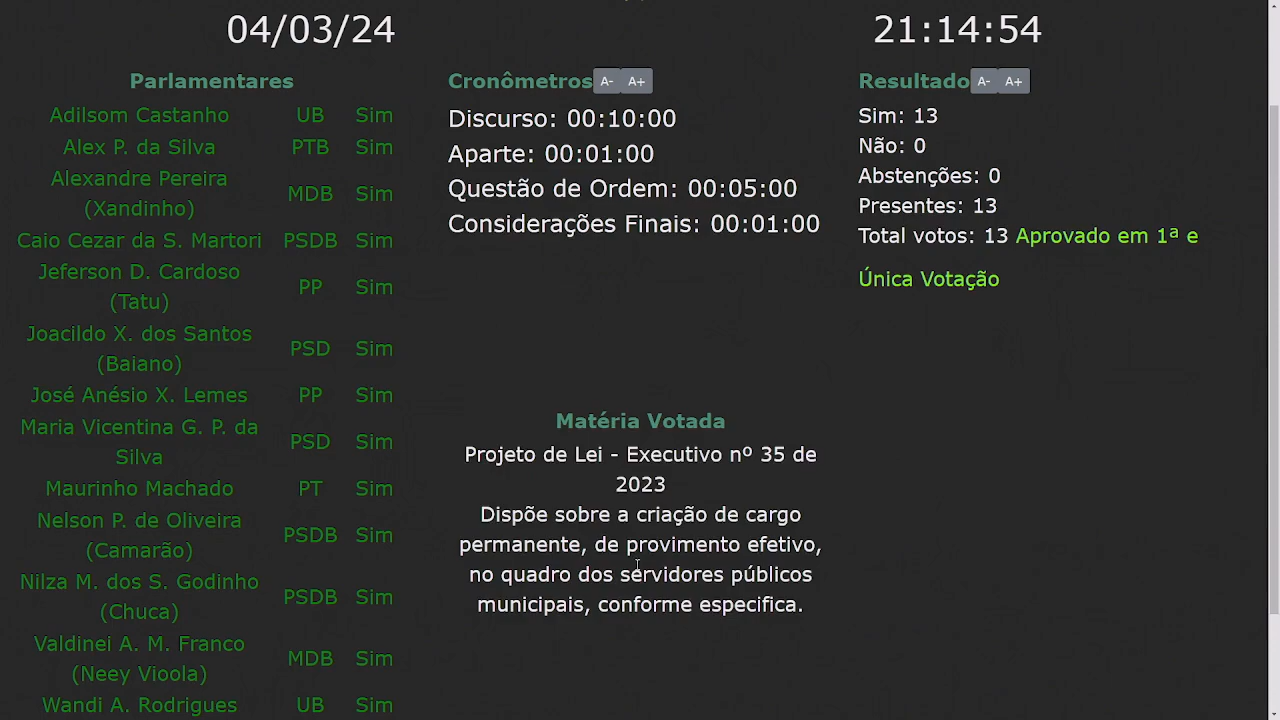 04/03/24
21:14:54
Parlamentares
Adilsom Castanho UB Sim
Alex P. da Silva PTB Sim
Alexandre Pereira
(Xandinho) MDB Sim
Caio Cezar da S. Martori PSDB Sim
Jeferson D. Cardoso
(Tatu) PP Sim
Joacildo X. dos Santos
(Baiano) PSD Sim
José Anésio X. Lemes PP Sim
Maria Vicentina G. P. da
Silva PSD Sim
Maurinho Machado PT Sim
Nelson P. de Oliveira
(Camarão) PSDB Sim
Nilza M. dos S. Godinho
(Chuca) PSDB Sim
Valdinei A. M. Franco
(Neey Vioola) MDB Sim
Wandi A. Rodrigues UB Sim
Cronômetros A- A+
Discurso: 00:10:00
Aparte: 00:01:00
Questão de Ordem: 00:05:00
Considerações Finais: 00:01:00
Matéria Votada
Projeto de Lei - Executivo nº 35 de
2023
Dispõe sobre a criação de cargo
permanente, de provimento efetivo,
no quadro dos servidores públicos
municipais, conforme especifica.
Resultado A- A+
Sim: 13
Não: 0
Abstenções: 0
Presentes: 13
Total votos: 13 Aprovado em 1ª e
Única Votação